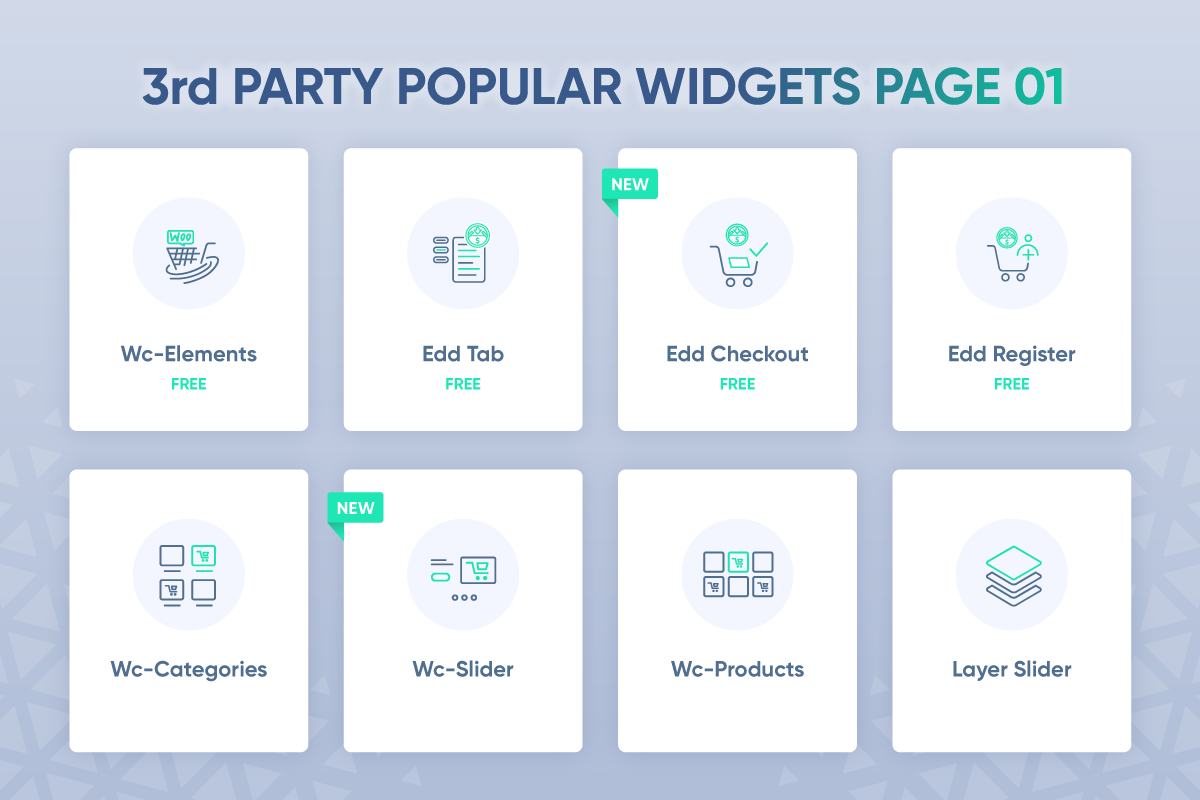 3rd PARTY POPULAR WIDGETS PAGE 01
WOO
Wc-Elements
FREE
$
Edd Tab
FREE
NEW
$
Edd Checkout
FREE
$
Edd Register
FREE
Wc-Categories
NEW
Wc-Slider
Wc-Products
Layer Slider